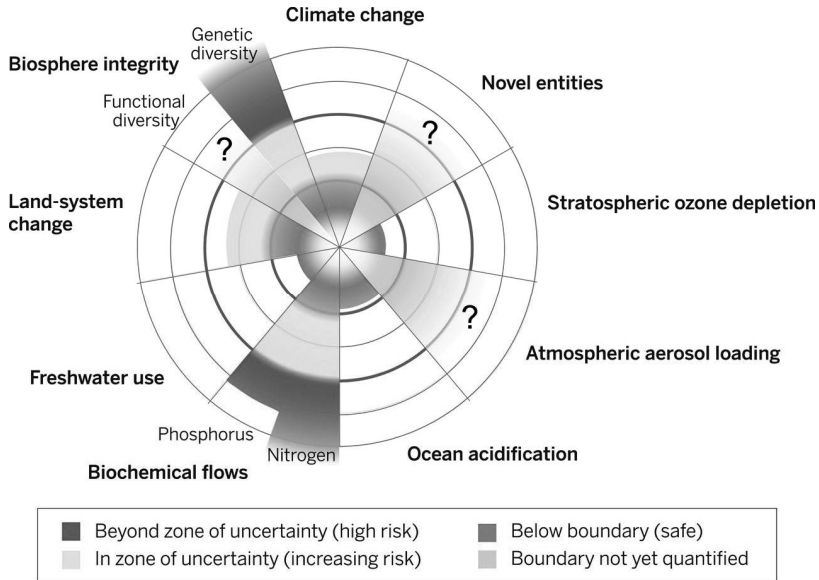 Climate change
Genetic
diversity
Biosphere integrity
Novel entities
Functional
diversity
?
?
Land-system
change
Stratospheric ozone depletion
?
Atmospheric aerosol loading
Freshwater use
Phosphorus
Nitrogen
Ocean acidification
Biochemical flows
Beyond zone of uncertainty (high risk)
In zone of uncertainty (increasing risk)
Below boundary (safe)
Boundary not yet quantified